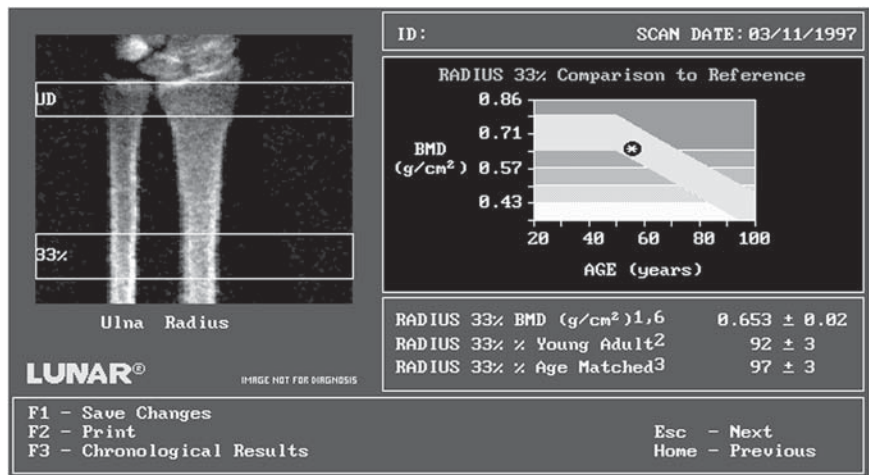 ID: SCAN DATE: 03/11/1997
UD
33%
Ulna Radius
LUNAR® IMAGE NOT FOR DIAGNOSIS
RADIUS 33% Comparison to Reference
BMD
(g/cm²)
0.86
0.71
0.57
0.43
20 40 60 80 100
AGE (years)
RADIUS 33% BMD (g/cm²)1,6 0.653 ± 0.02
RADIUS 33% % Young Adult2 92 ± 3
RADIUS 33% % Age Matched3 97 ± 3
F1 - Save Changes
F2 - Print
F3 - Chronological Results
Esc - Next
Home - Previous